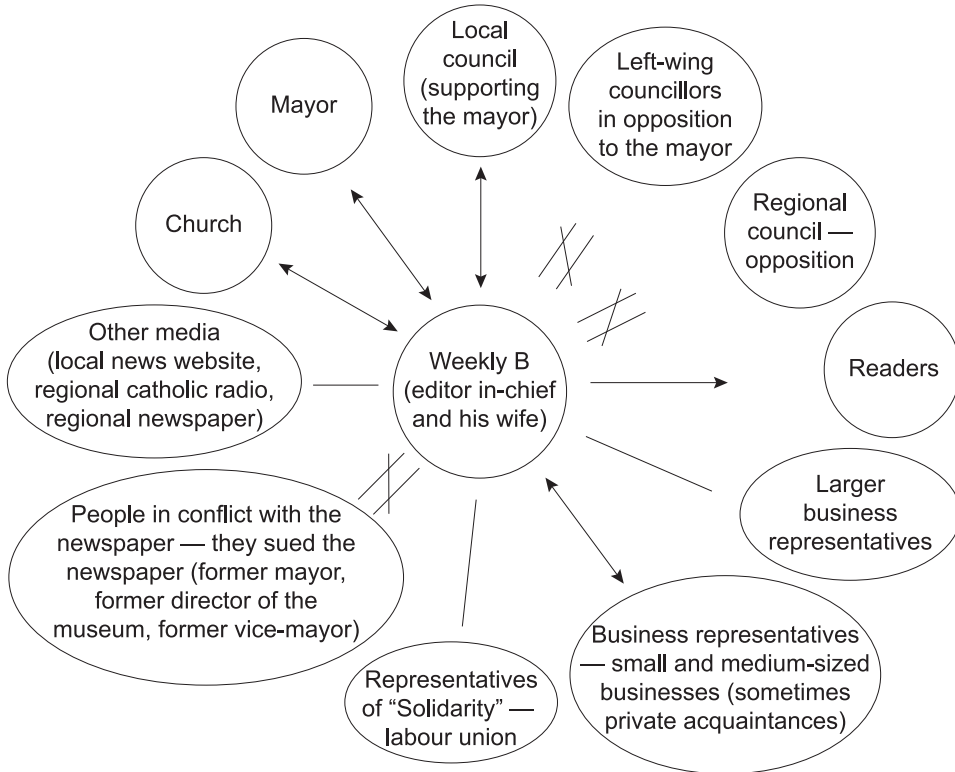 Local
council
(supporting
the mayor)
Left-wing
councillors
in opposition
to the mayor
Mayor
Church
Regional
council —
opposition
Other media
(local news website,
regional catholic radio,
regional newspaper)
Weekly B
(editor in-chief
and his wife)
Readers
People in conflict with the
newspaper — they sued the
newspaper (former mayor,
former director of the
museum, former vice-mayor)
Larger
business
representatives
Representatives
of “Solidarity” —
labour union
Business representatives
— small and medium-sized
businesses (sometimes
private acquaintances)